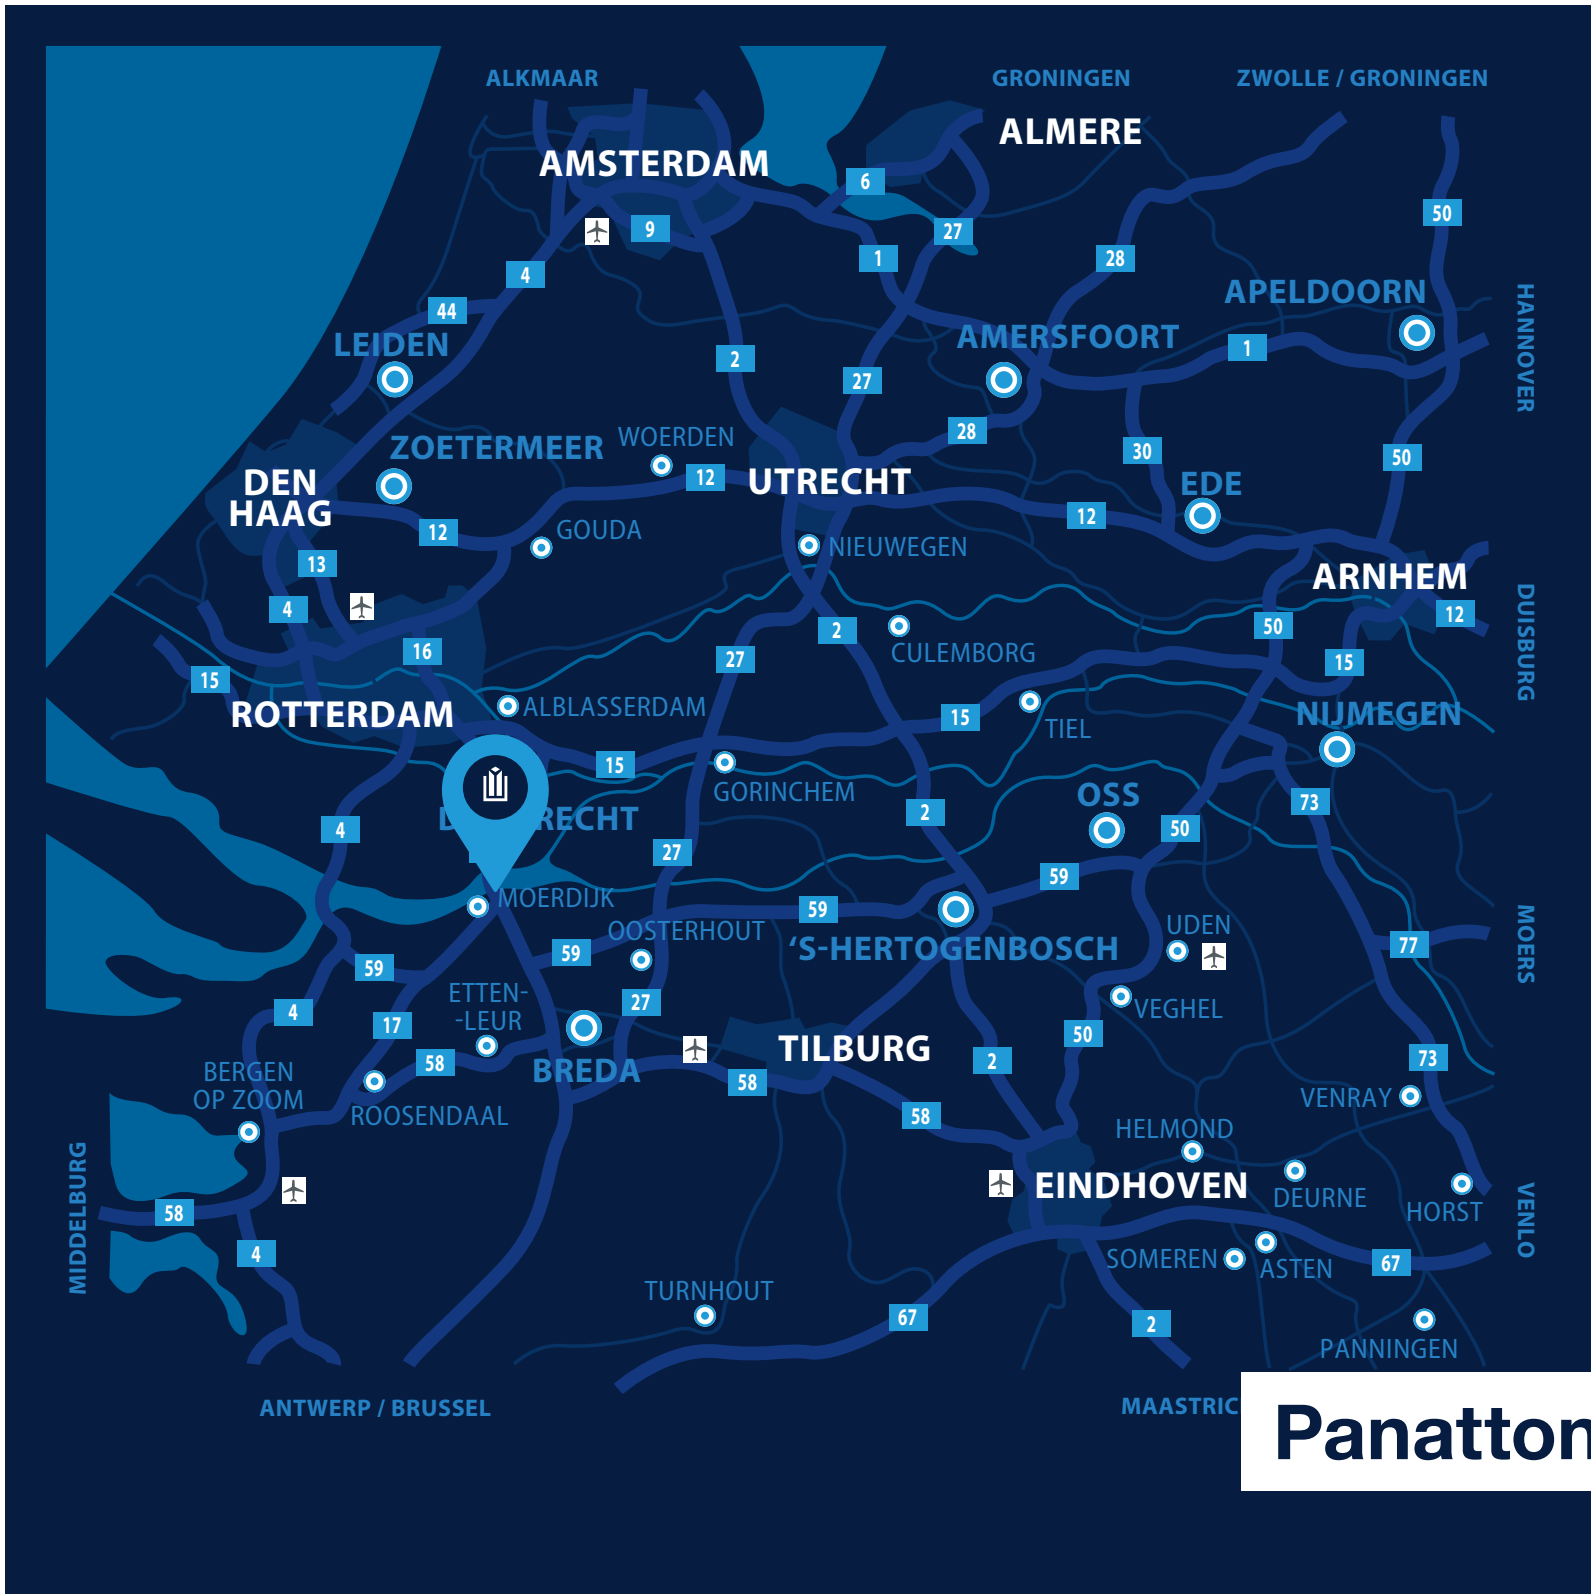 ALKMAAR
GRONINGEN
ZWOLLE / GRONINGEN
ALMERE
AMSTERDAM
6
50
9
27
1
28
4
APELDOORN
HANNOVER
44
LEIDEN
AMERSFOORT
1
2
27
28
ZOETERMEER
WOERDEN
30
50
DEN
HAAG
12
UTRECHT
EDE
12
GOUDA
12
NIEUWEGEN
13
ARNHEM
4
12
DUISBURG
50
2
16
CULEMBORG
27
15
15
ALBLASSERDAM
ROTTERDAM
15
TIEL
NIJMEGEN
15
GORINCHEM
OSS
73
2
RECHT
4
50
27
59
MOERDIJK
59
UDEN
OOSTERHOUT
59
'S-HERTOGENBOSCH
77
MOERS
59
ETTEN-
-LEUR
27
VEGHEL
4
17
50
TILBURG
2
73
58
BREDA
58
BERGEN
OP ZOOM
VENRAY
ROOSENDAAL
58
HELMOND
MIDDELBURG
EINDHOVEN
DEURNE
HORST
VENLO
58
4
SOMEREN
ASTEN
67
TURNHOUT
67
2
PANNINGEN
ANTWERP / BRUSSEL
MAASTRIC
Panatton